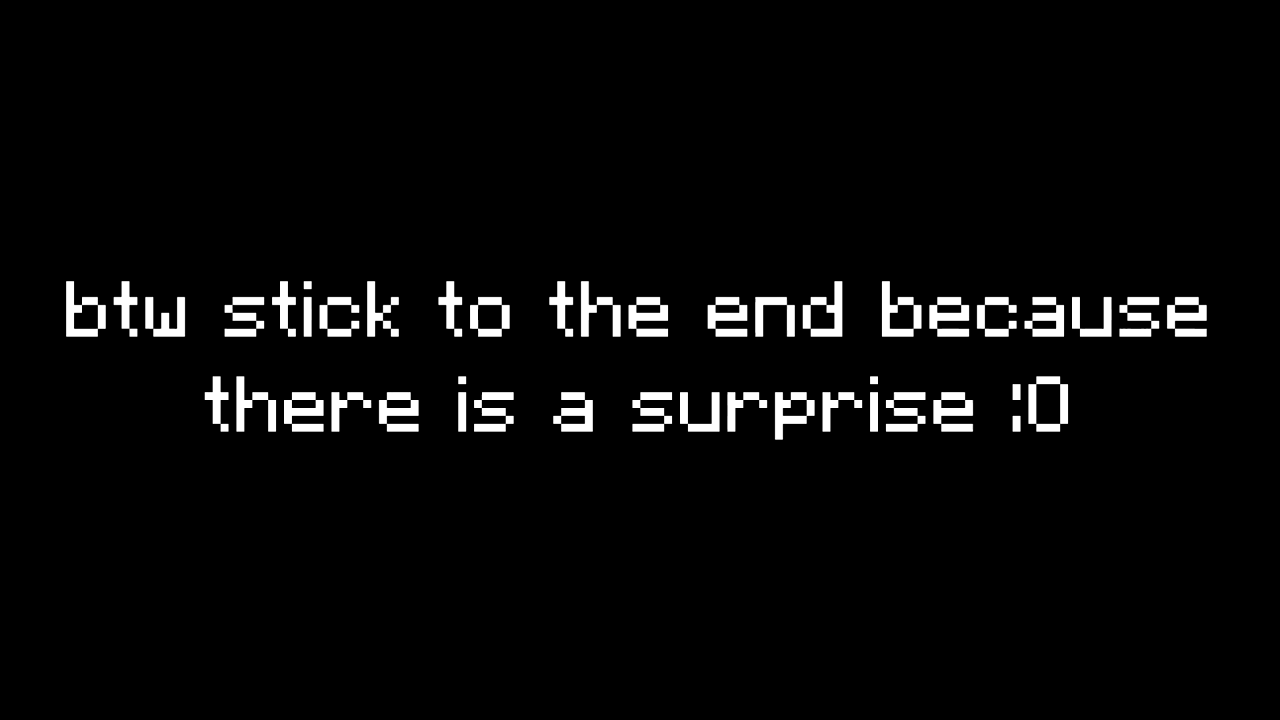 btw stick to the end because
there is a surprise :O